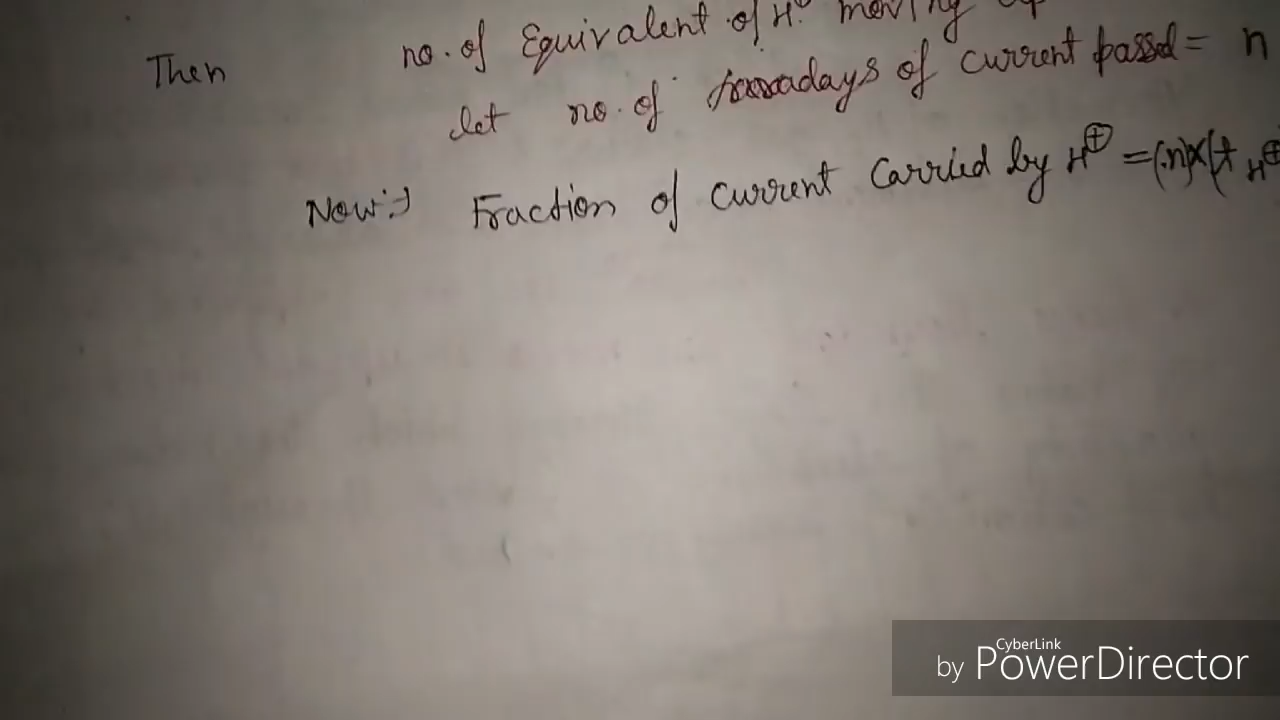 no. of Equivalent of H⊕ moving up
Then
let no. of faradays of current passed = n
Now:⇒ Fraction of current carried by H⊕ = (n)x(t H⊕
CyberLink
by PowerDirector